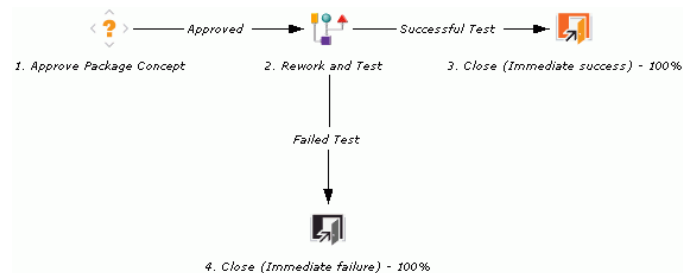 Approved
Successful Test
1. Approve Package Concept
2. Rework and Test
3. Close (Immediate success) - 100%
Failed Test
4. Close (Immediate failure) - 100%